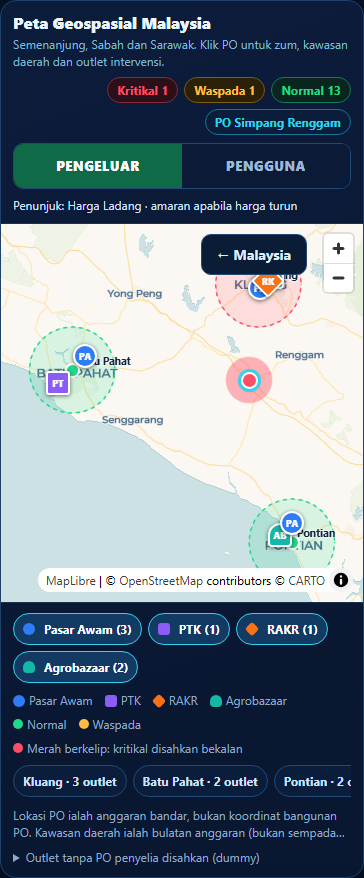 Peta Geospasial Malaysia
Semenanjung, Sabah dan Sarawak. Klik PO untuk zum, kawasan
daerah dan outlet intervensi.
Kritikal 1 Waspada 1 Normal 13
PO Simpang Renggam
PENGELUAR PENGGUNA
Penunjuk: Harga Ladang · amaran apabila harga turun
← Malaysia
+
−
RK
Yong Peng
Renggam
PA
PT
Senggarang
PA
AB
Pontian
MapLibre | © OpenStreetMap contributors © CARTO
Pasar Awam (3) PTK (1) RAKR (1)
Agrobazaar (2)
Pasar Awam PTK RAKR Agrobazaar
Normal Waspada
Merah berkelip: kritikal disahkan bekalan
Kluang · 3 outlet Batu Pahat · 2 outlet Pontian · 2
Lokasi PO ialah anggaran bandar, bukan koordinat bangunan
PO. Kawasan daerah ialah bulatan anggaran (bukan sempada...
▶ Outlet tanpa PO penyelia disahkan (dummy)